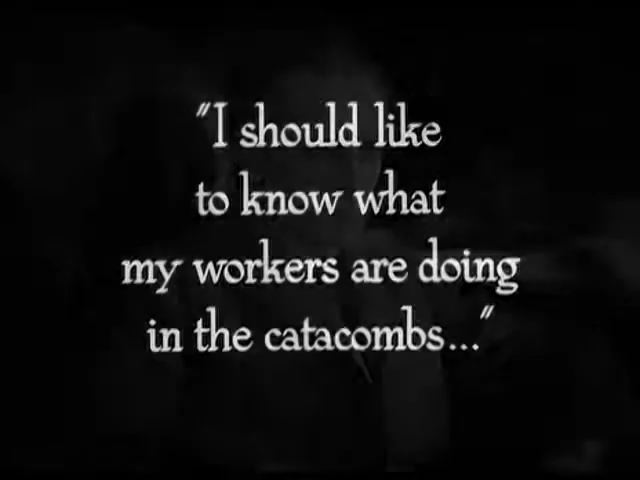 "I should like
to know what
my workers are doing
in the catacombs..."